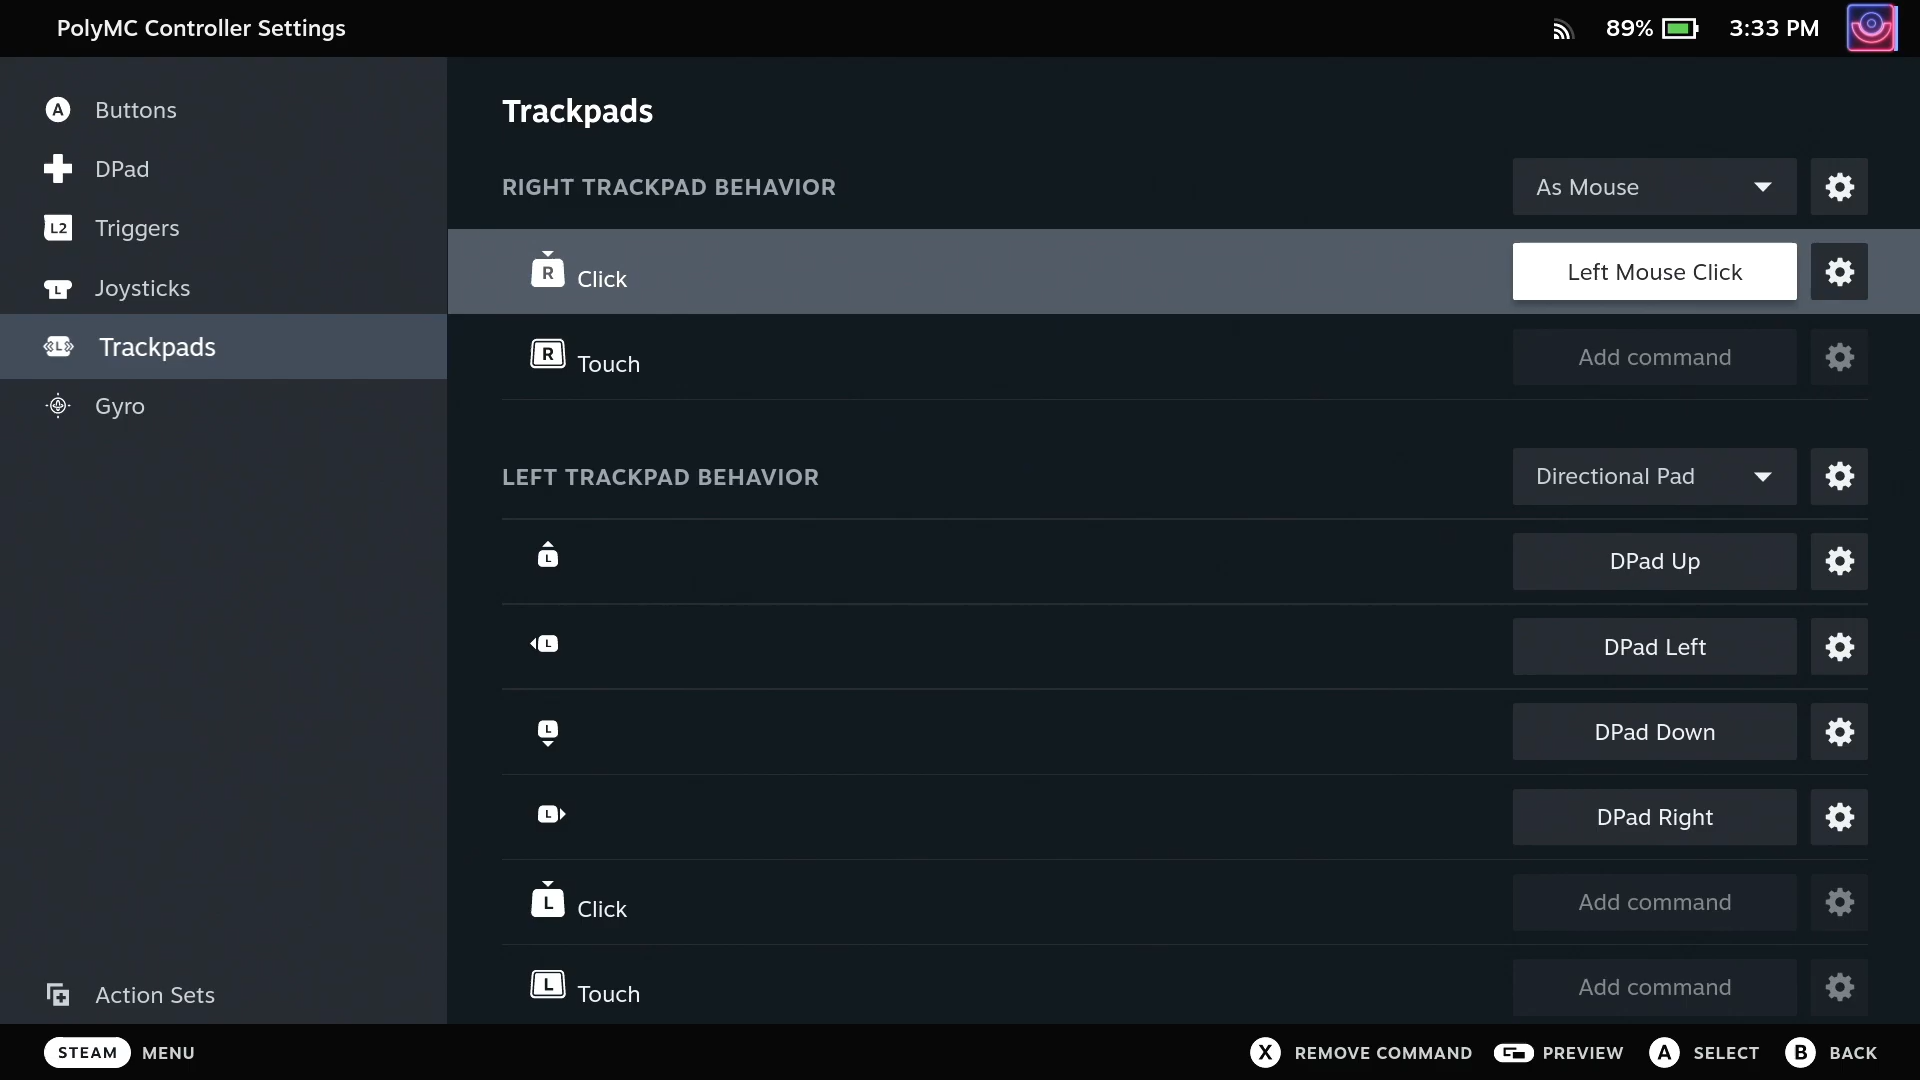 PolyMC Controller Settings
89%
3:33 PM
A Buttons
DPad
L2 Triggers
L Joysticks
L Trackpads
Gyro
Action Sets
Trackpads
RIGHT TRACKPAD BEHAVIOR
As Mouse
R Click
Left Mouse Click
R Touch
Add command
LEFT TRACKPAD BEHAVIOR
Directional Pad
L
DPad Up
L
DPad Left
L
DPad Down
L
DPad Right
L Click
Add command
L Touch
Add command
STEAM MENU
X REMOVE COMMAND
PREVIEW
A SELECT
B BACK